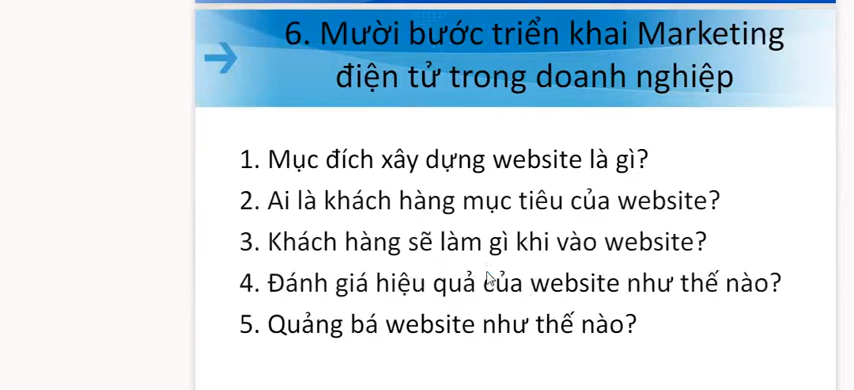 6. Mười bước triển khai Marketing
điện tử trong doanh nghiệp
1. Mục đích xây dựng website là gì?
2. Ai là khách hàng mục tiêu của website?
3. Khách hàng sẽ làm gì khi vào website?
4. Đánh giá hiệu quả của website như thế nào?
5. Quảng bá website như thế nào?